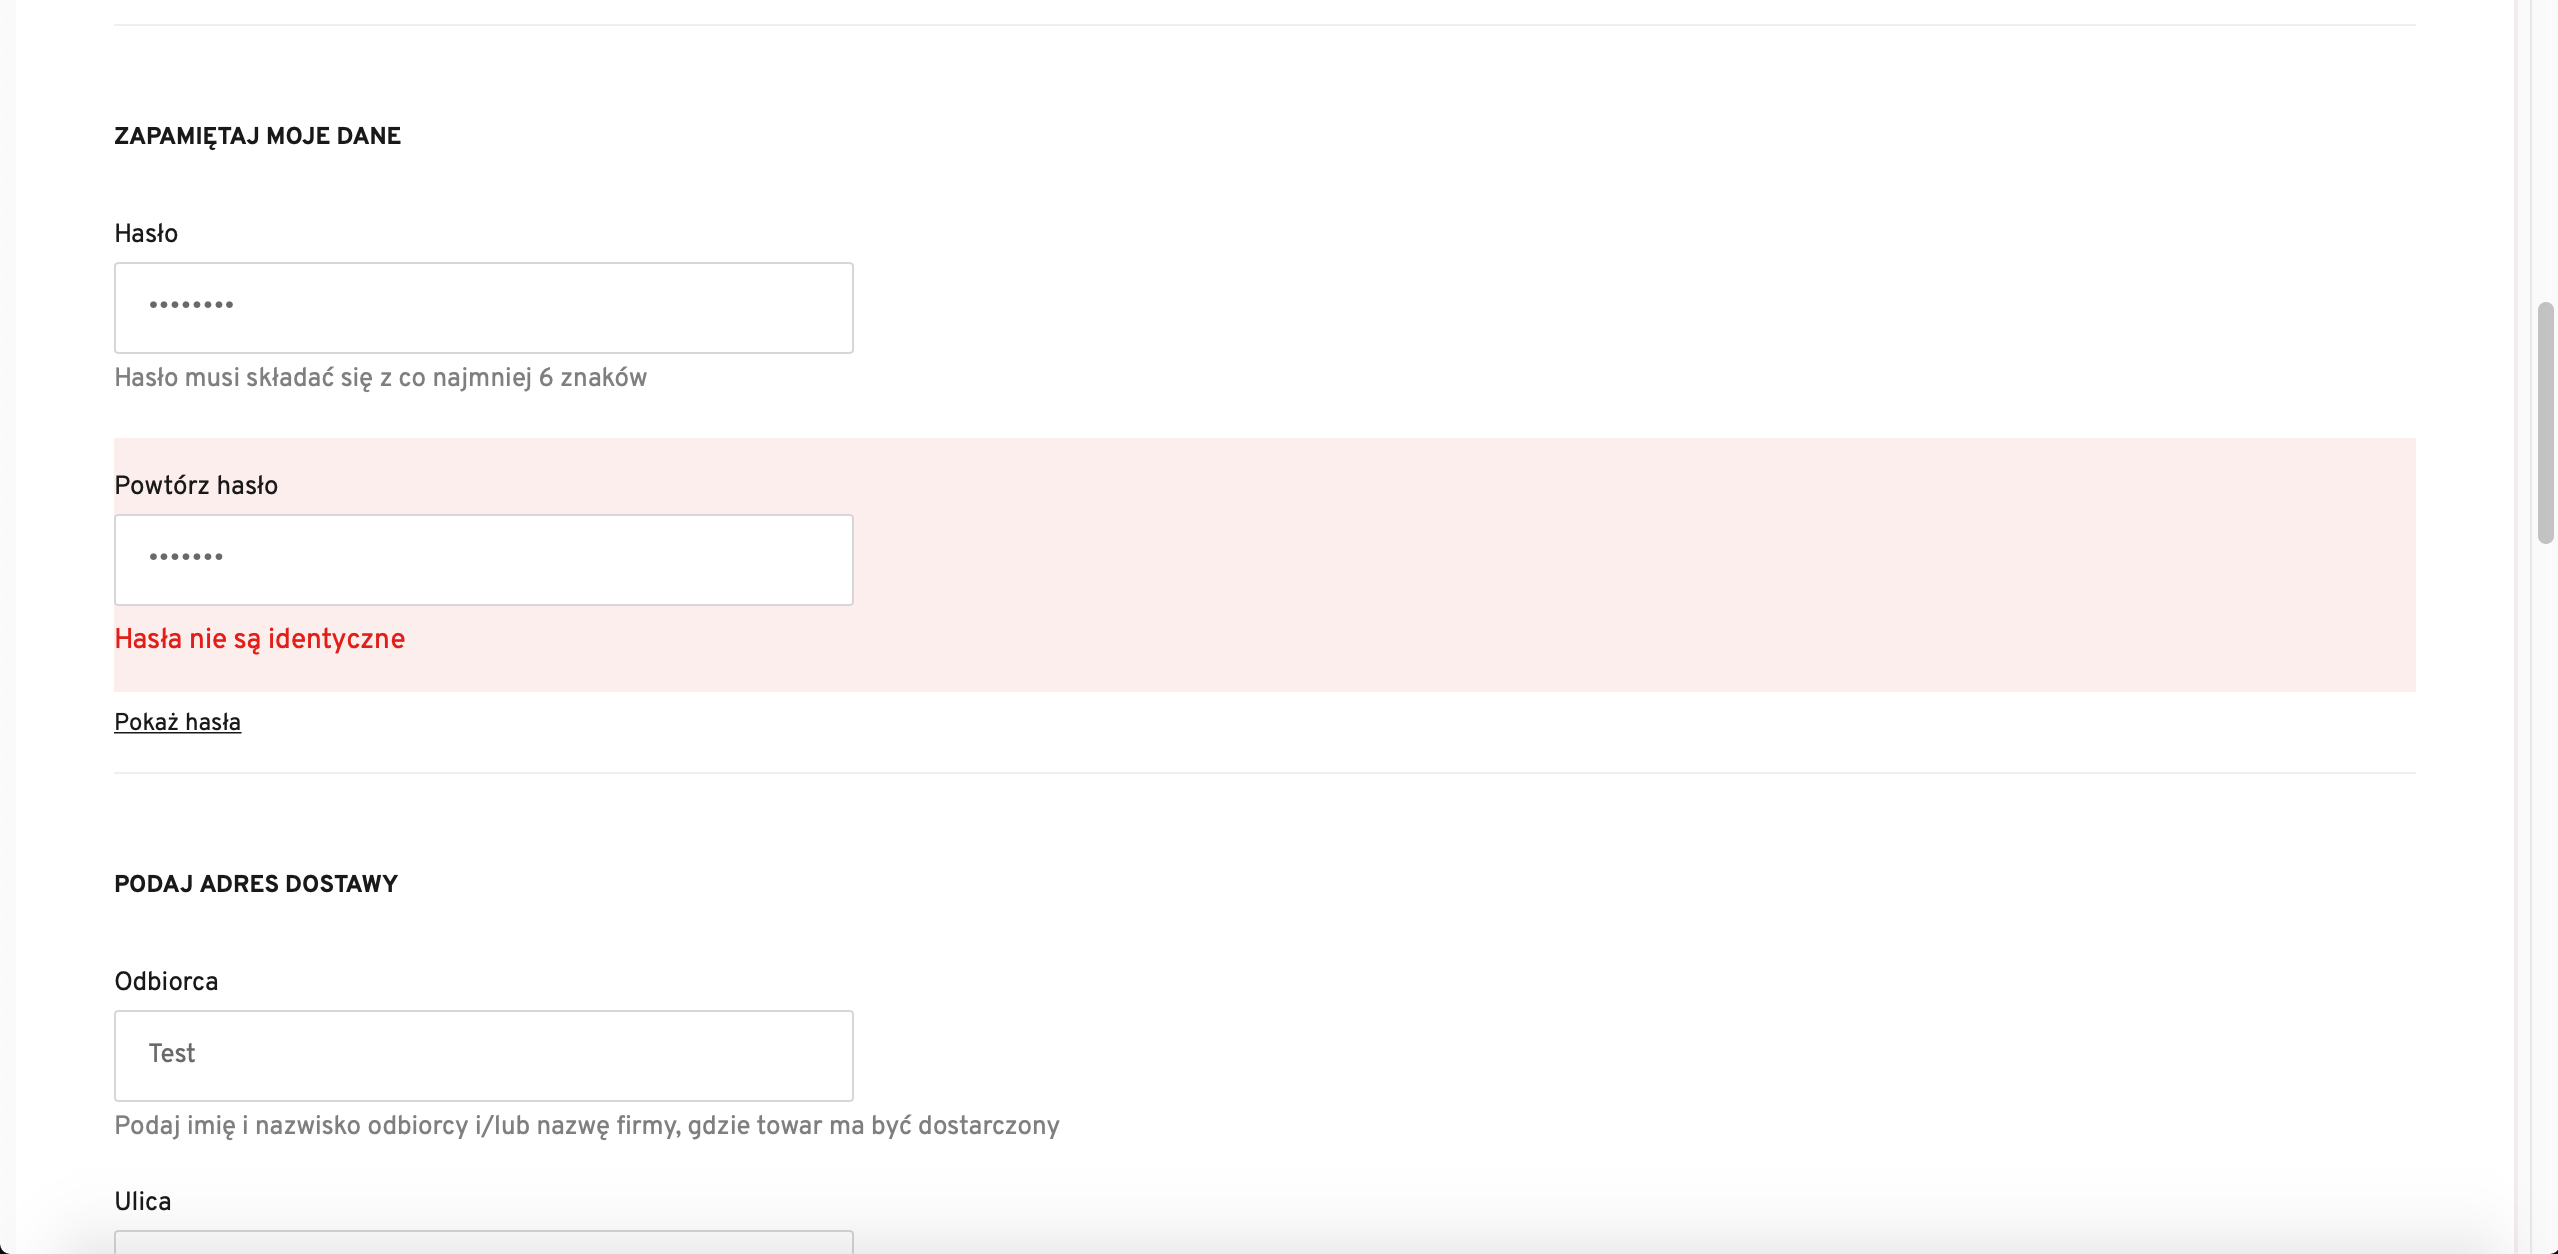 ZAPAMIĘTAJ MOJE DANE
Hasło
••••••••
Hasło musi składać się z co najmniej 6 znaków
Powtórz hasło
•••••••
Hasła nie są identyczne
Pokaż hasła
PODAJ ADRES DOSTAWY
Odbiorca
Test
Podaj imię i nazwisko odbiorcy i/lub nazwę firmy, gdzie towar ma być dostarczony
Ulica